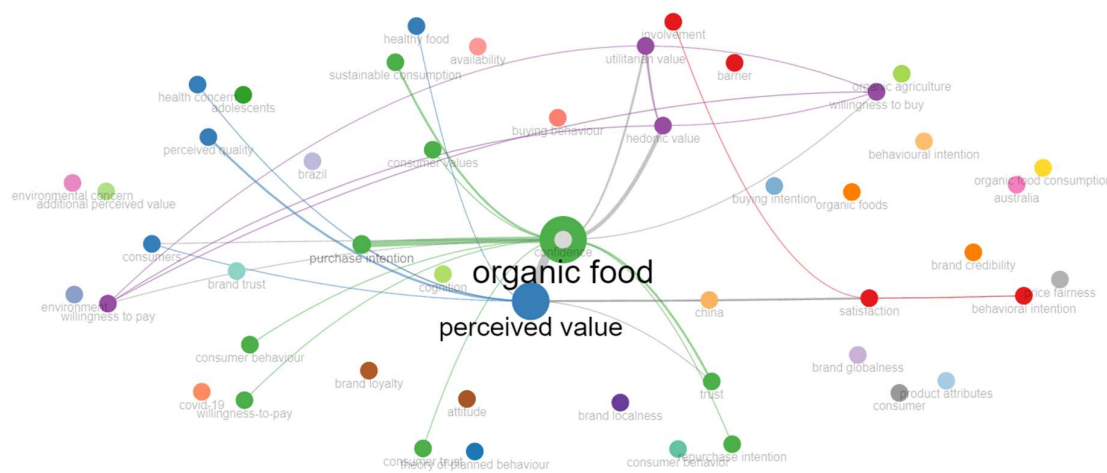 healthy food
involvement
availability
utilitarian value
sustainable consumption
barrier
organic agriculture
health concern
adolescents
willingness to buy
buying behaviour
hedonic value
perceived quality
consumer values
behavioural intention
brazil
organic food consumption
environmental concern
additional perceived value
buying intention
organic foods
australia
confidence
consumers
purchase intention
organic food
brand credibility
brand trust
cognition
price fairness
environment
willingness to pay
china
satisfaction
behavioral intention
perceived value
consumer behaviour
brand loyalty
trust
brand globalness
covid-19
willingness-to-pay
attitude
brand localness
consumer
product attributes
consumer trust
theory of planned behaviour
consumer behavior
repurchase intention